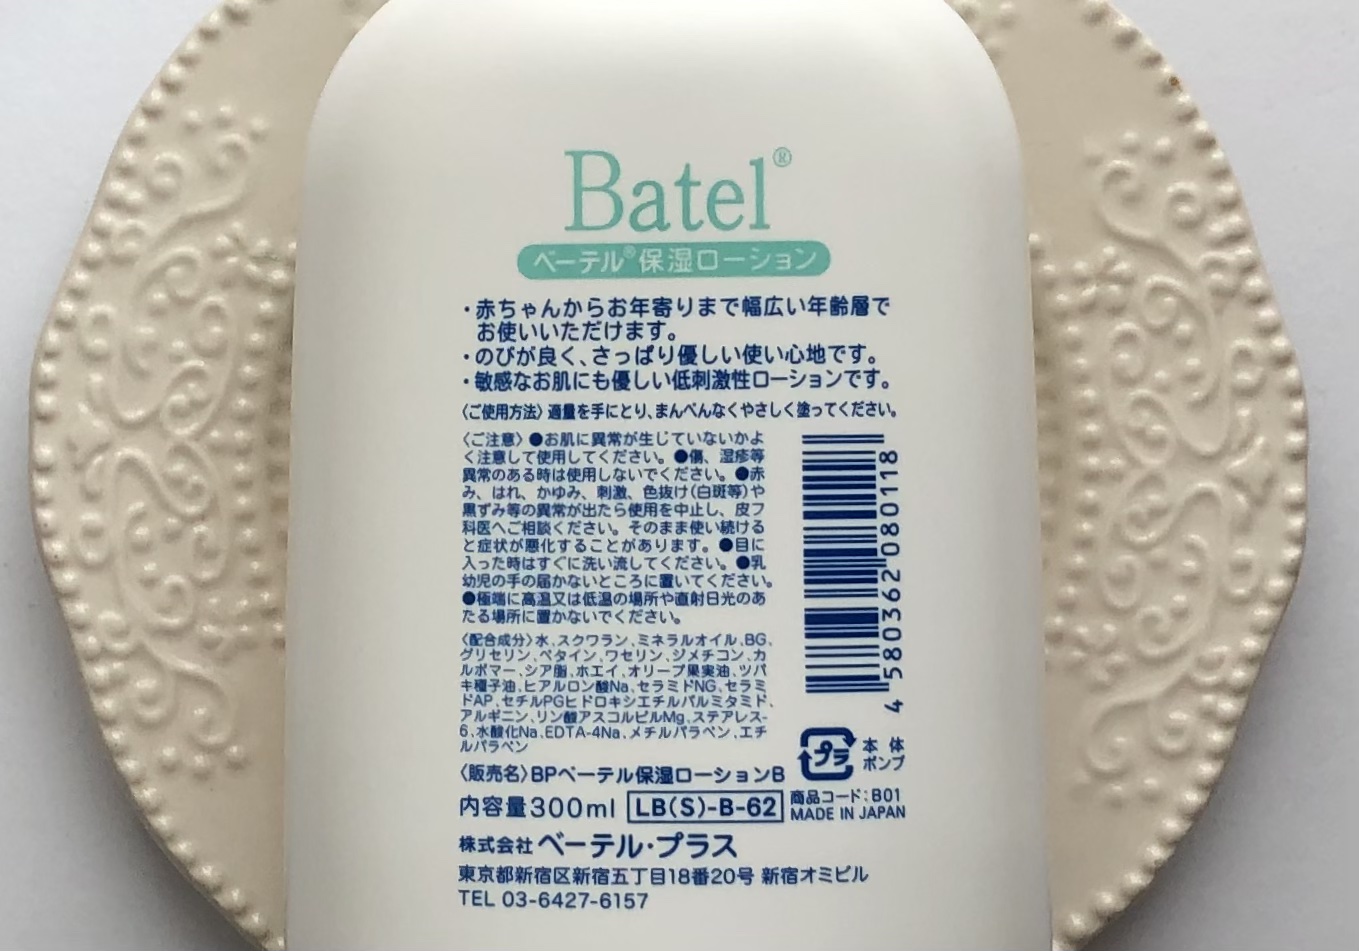 Batel®
ベーテル®保湿ローション
・赤ちゃんからお年寄りまで幅広い年齢層で
お使いいただけます。
・のびが良く、さっぱり優しい使い心地です。
・敏感なお肌にも優しい低刺激性ローションです。
〈ご使用方法〉適量を手にとり、まんべんなくやさしく塗ってください。
〈ご注意〉●お肌に異常が生じていないかよ
く注意して使用してください。●傷、湿疹等
異常のある時は使用しないでください。●赤
み、はれ、かゆみ、刺激、色抜け(白斑等)や
黒ずみ等の異常が出たら使用を中止し、皮フ
科医へご相談ください。そのまま使い続ける
と症状が悪化することがあります。●目に
入った時はすぐに洗い流してください。●乳
幼児の手の届かないところに置いてください。
●極端に高温又は低温の場所や直射日光のあ
たる場所に置かないでください。
〈配合成分〉水、スクワラン、ミネラルオイル、BG、
グリセリン、ベタイン、ワセリン、ジメチコン、カ
ルボマー、シア脂、ホエイ、オリーブ果実油、ツバ
キ種子油、ヒアルロン酸Na、セラミドNG、セラミ
ドAP、セチルPGヒドロキシエチルパルミタミド、
アルギニン、リン酸アスコルビルMg、ステアレス-
6、水酸化Na、EDTA-4Na、メチルパラベン、エチ
ルパラベン
4 580362 080118
プラ
本体
ポンプ
〈販売名〉BPベーテル保湿ローションB
内容量300ml LB(S)-B-62
商品コード:B01
MADE IN JAPAN
株式会社 ベーテル・プラス
東京都新宿区新宿五丁目18番20号 新宿オミビル
TEL 03-6427-6157